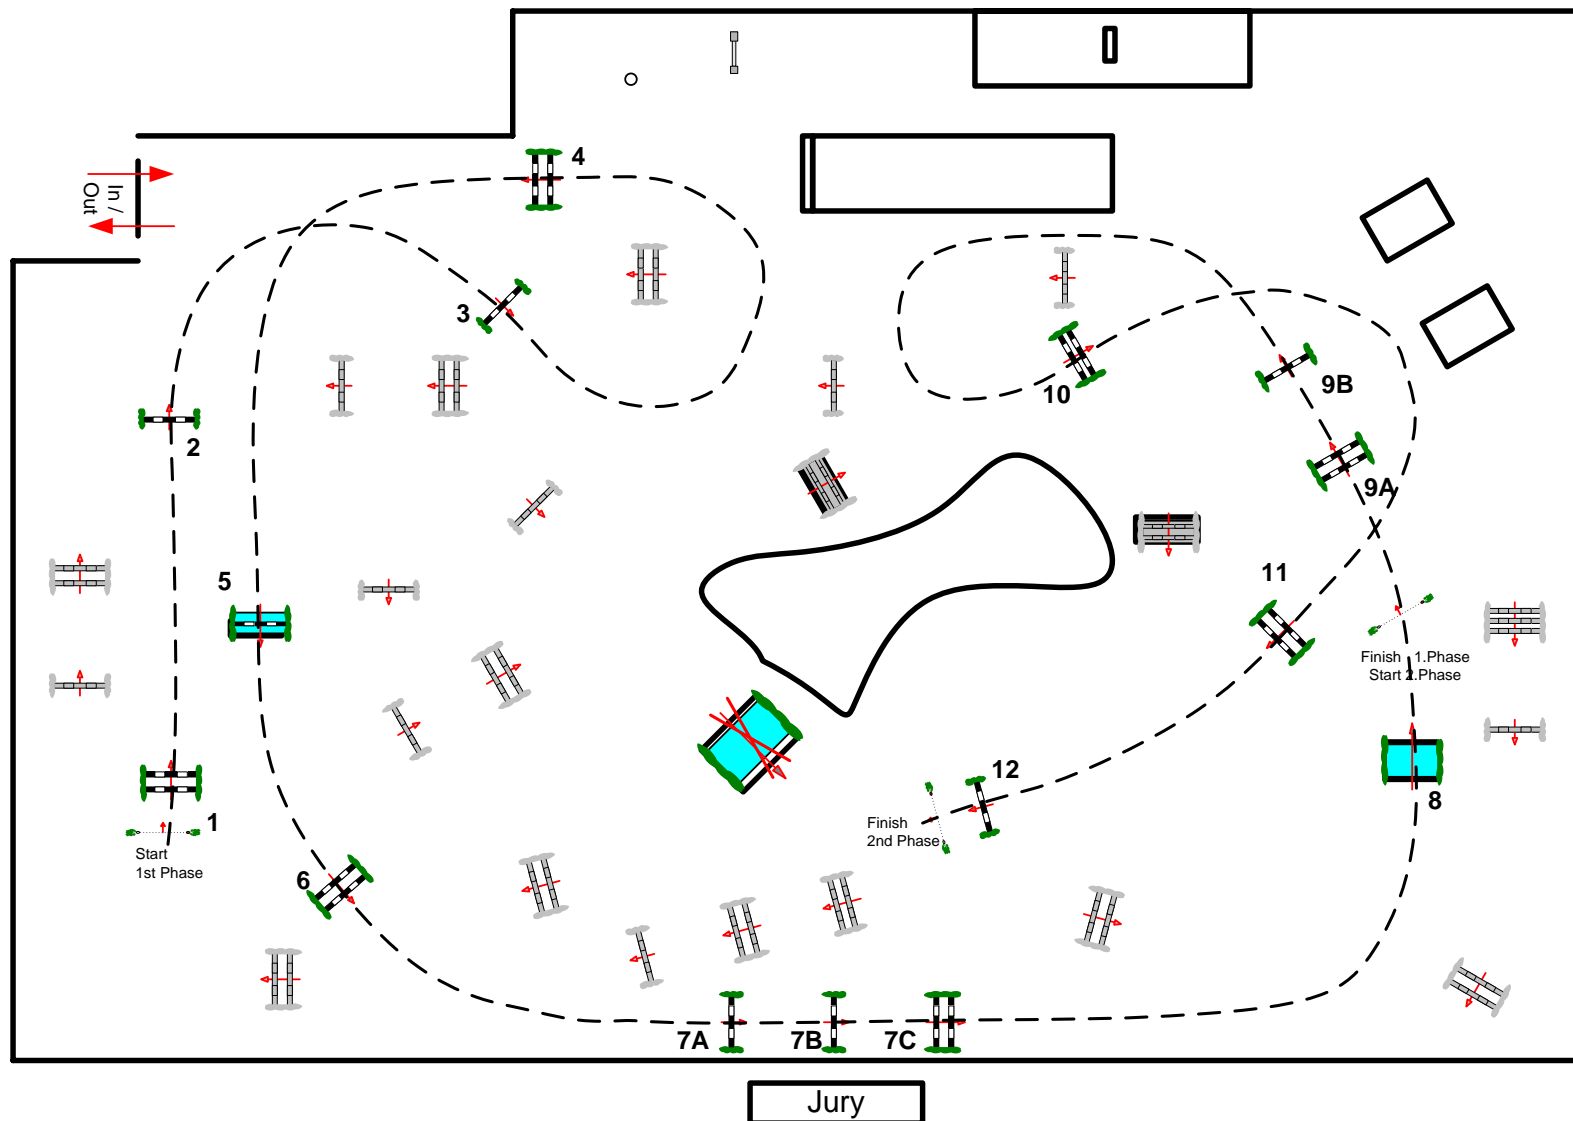 4
In /
Out
3
9B
10
2
9A
5
11
Finish 1.Phase
Start 2.Phase
12
8
1
Finish
2nd Phase
Start
1st Phase
6
7A
7B
7C
Jury